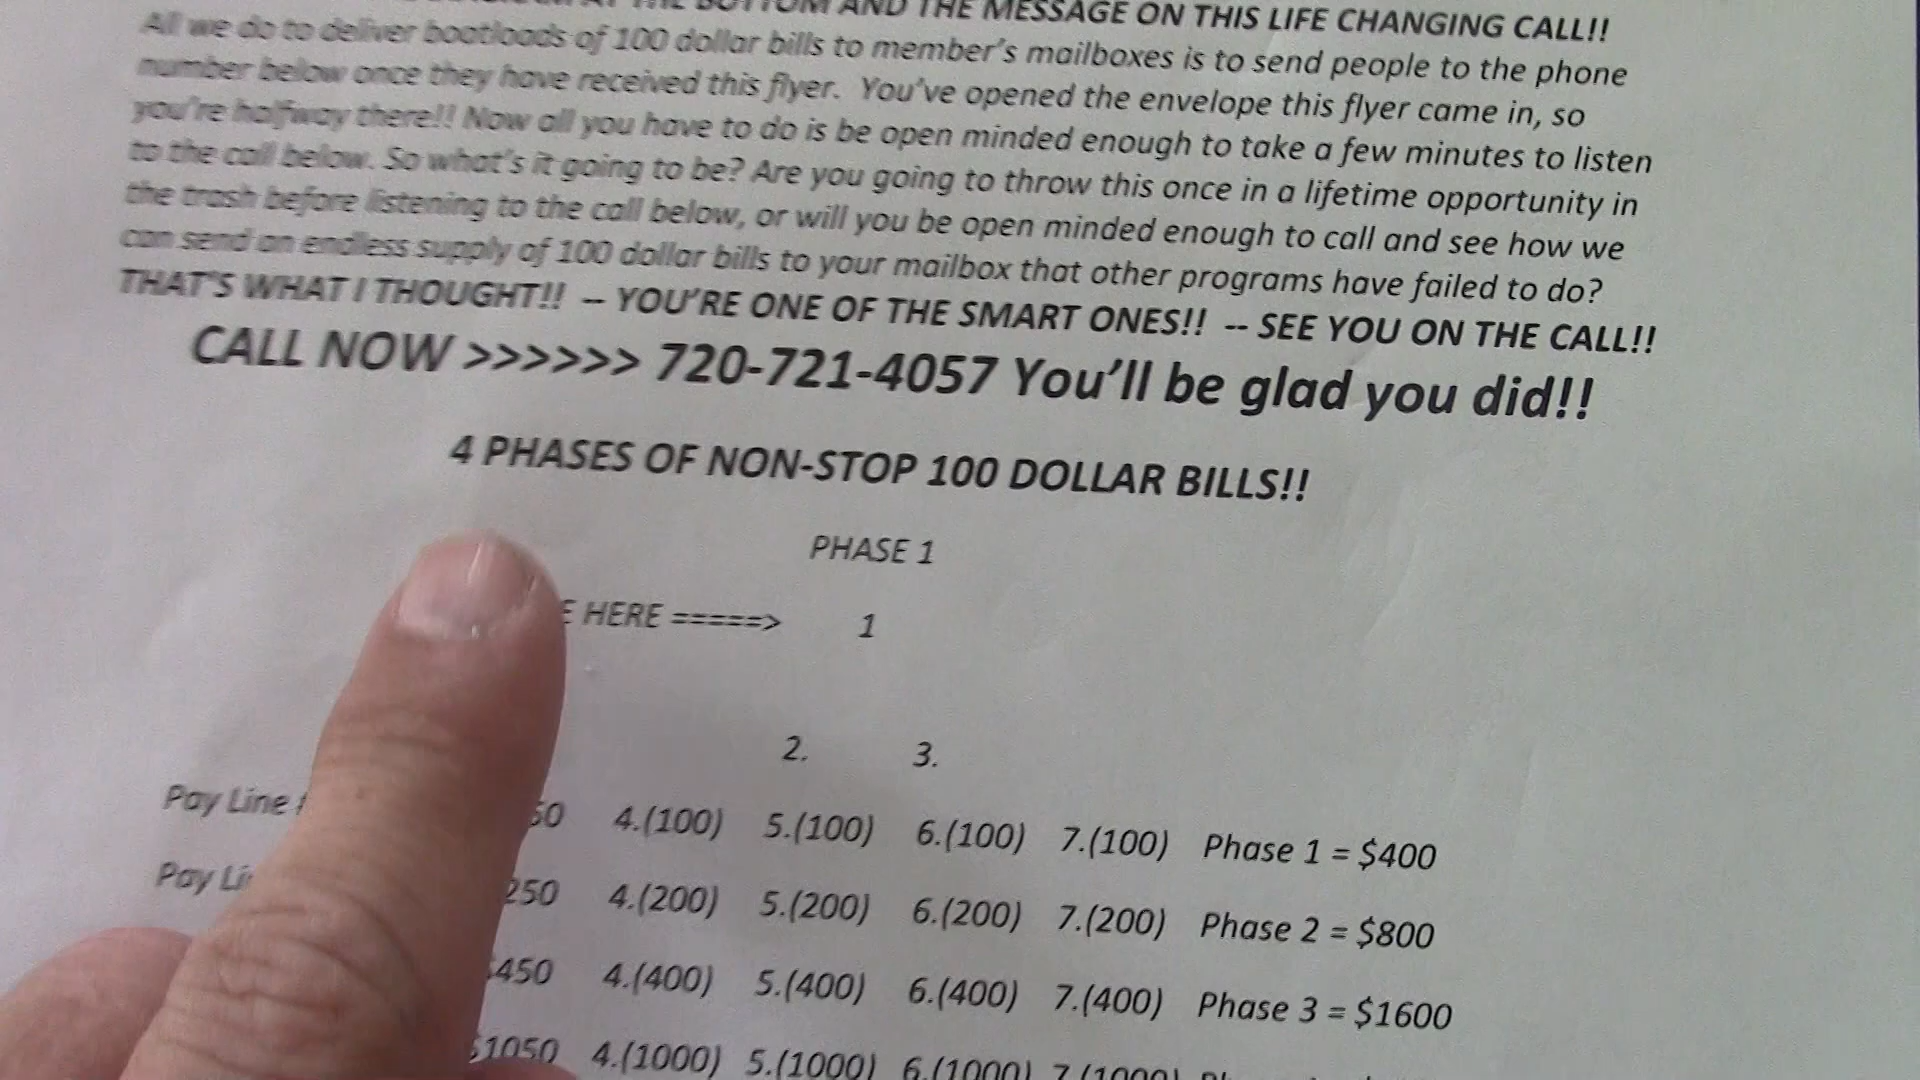 THE BOTTOM AND THE MESSAGE ON THIS LIFE CHANGING CALL!!
All we do to deliver boatloads of 100 dollar bills to member's mailboxes is to send people to the phone
number below once they have received this flyer. You've opened the envelope this flyer came in, so
you're halfway there!! Now all you have to do is be open minded enough to take a few minutes to listen
to the call below. So what's it going to be? Are you going to throw this once in a lifetime opportunity in
the trash before listening to the call below, or will you be open minded enough to call and see how we
can send an endless supply of 100 dollar bills to your mailbox that other programs have failed to do?
THAT'S WHAT I THOUGHT!! -- YOU'RE ONE OF THE SMART ONES!! -- SEE YOU ON THE CALL!!
CALL NOW >>>>>> 720-721-4057 You'll be glad you did!!
4 PHASES OF NON-STOP 100 DOLLAR BILLS!!
PHASE 1
E HERE =====> 1
2. 3.
Pay Line 50 4.(100) 5.(100) 6.(100) 7.(100) Phase 1 = $400
Pay 250 4.(200) 5.(200) 6.(200) 7.(200) Phase 2 = $800
$450 4.(400) 5.(400) 6.(400) 7.(400) Phase 3 = $1600
$1050 4.(1000) 5.(1000) 6.(1000) 7.(1000)